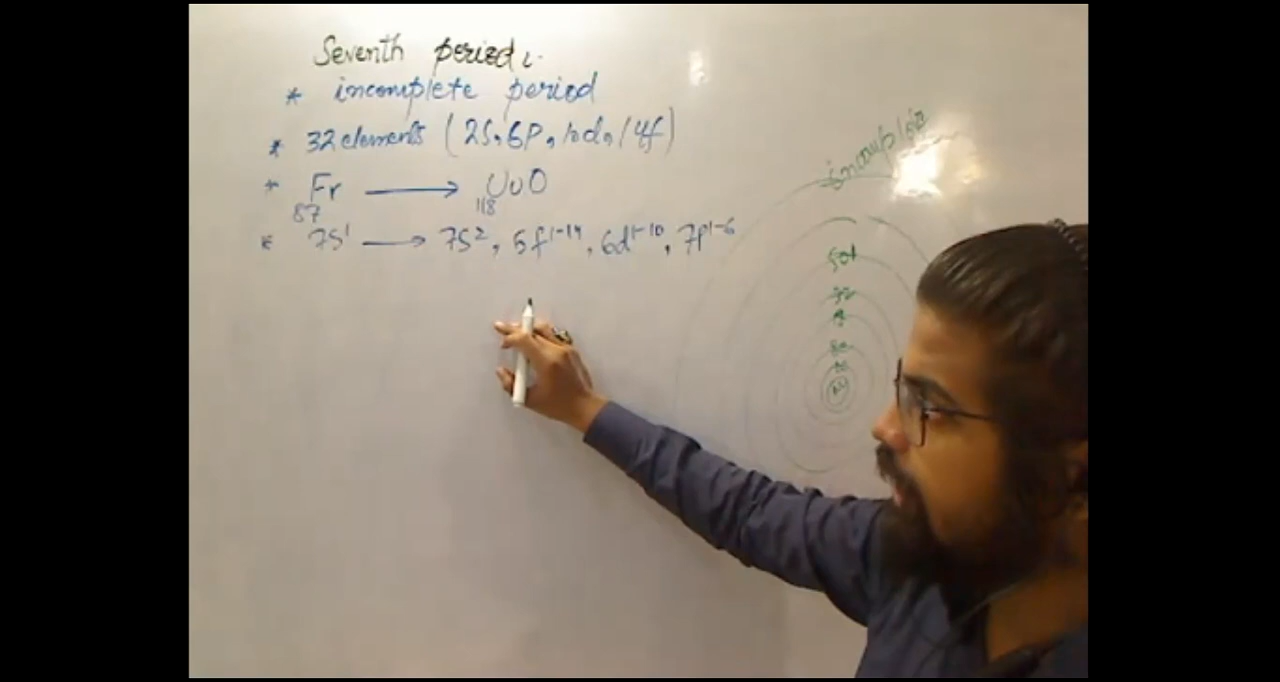 Seventh period :-
* incomplete period
* 32 elements (2s, 6p, 10d, 14f)
* Fr → UuO
87 118
* 7s¹ → 7s², 5f¹⁻¹⁴, 6d¹⁻¹⁰, 7p¹⁻⁶
incomplete